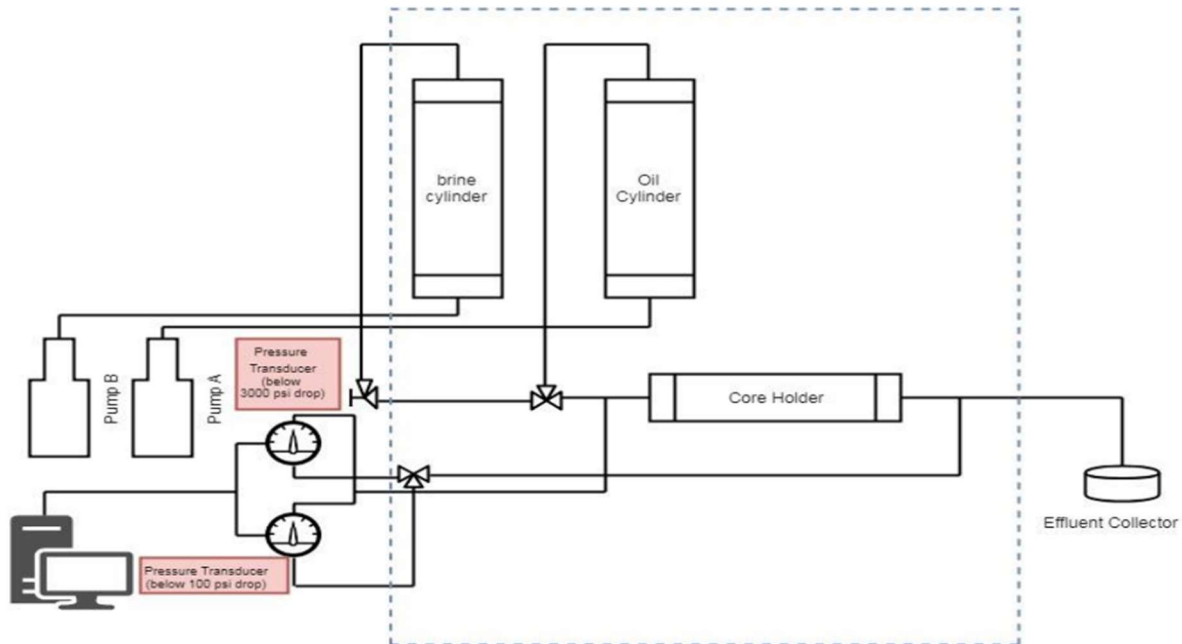 brine
cylinder
Oil
Cylinder
Pump B
Pump A
Pressure
Transducer
(below
3000 psi drop)
Core Holder
Effluent Collector
Pressure Transducer
(below 100 psi drop)